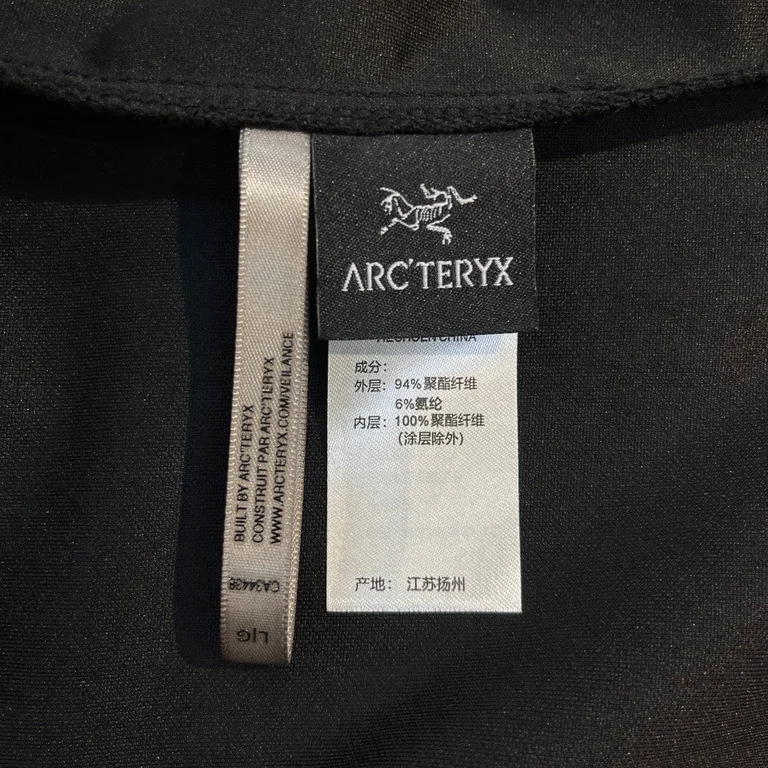 ARC'TERYX
成分：
外层：94%聚酯纤维
6%氨纶
内层：100%聚酯纤维
（涂层除外）
产地： 江苏扬州
BUILT BY ARC'TERYX
CONSTRUIT PAR ARC'TERYX
WWW.ARCTERYX.COM/VEILANCE
CA34438
L|G